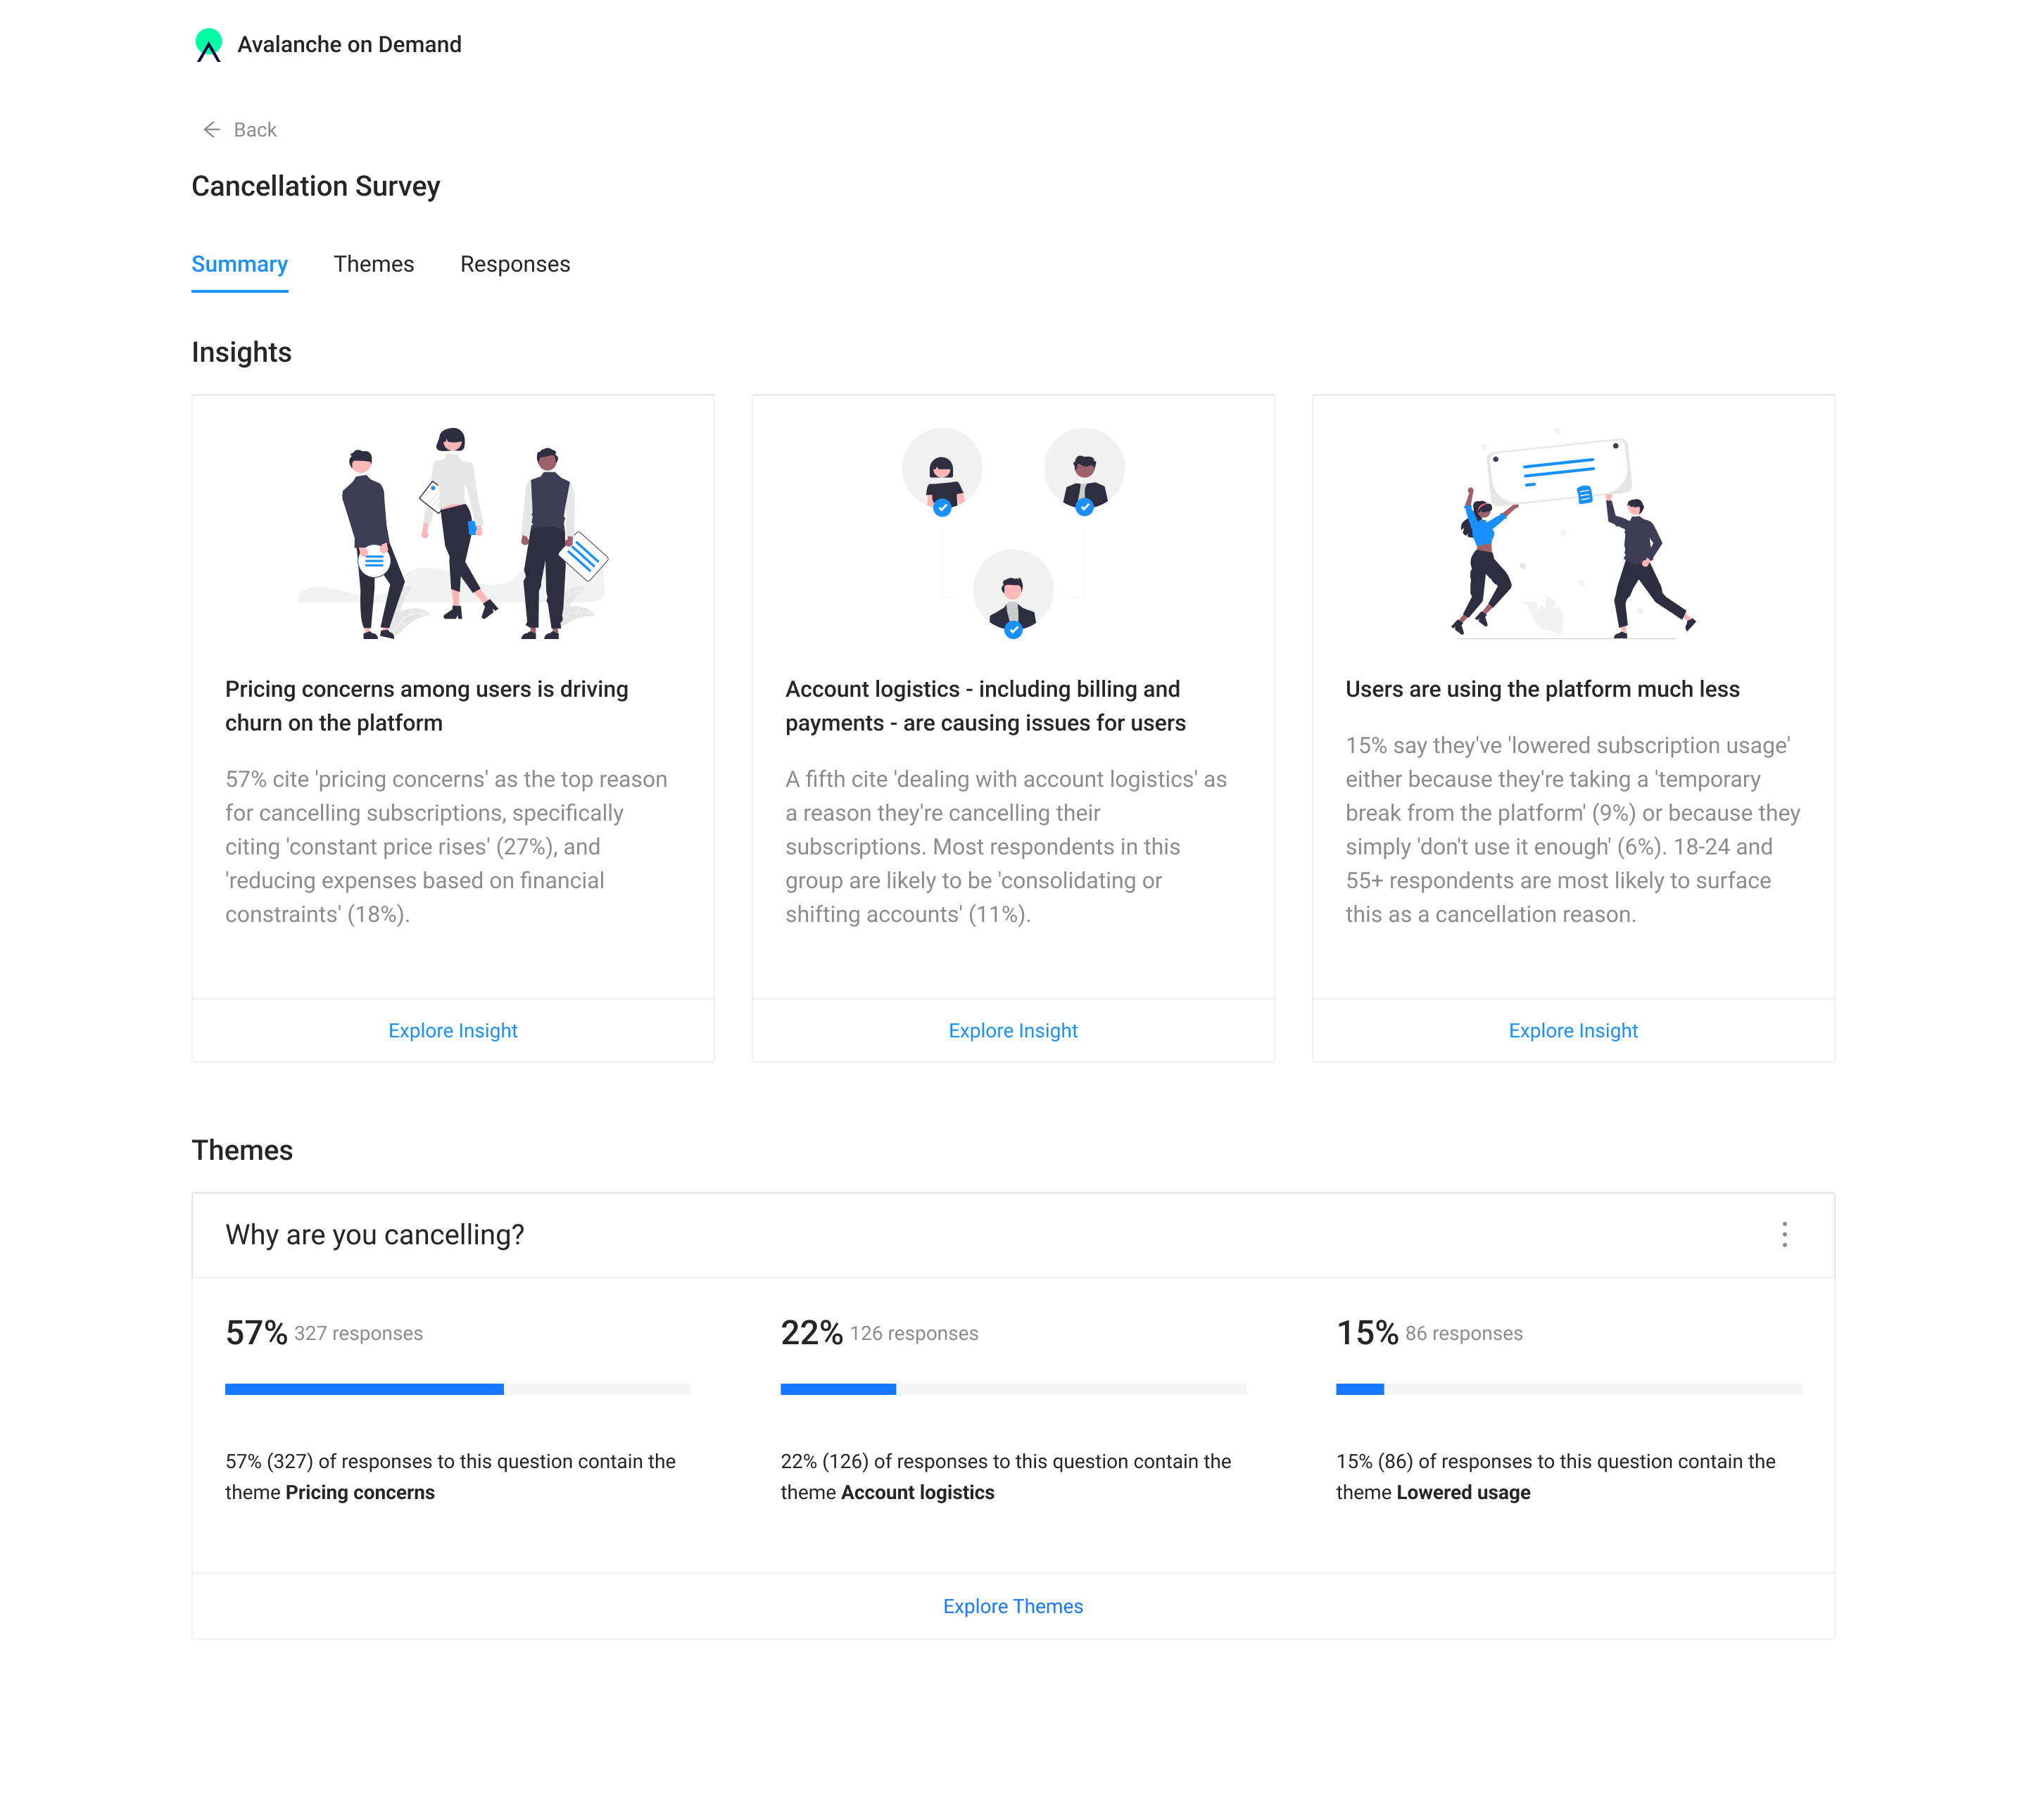 Avalanche on Demand
Back
Cancellation Survey
Summary
Themes
Responses
Insights
Pricing concerns among users is driving
churn on the platform
57% cite 'pricing concerns' as the top reason
for cancelling subscriptions, specifically
citing 'constant price rises' (27%), and
'reducing expenses based on financial
constraints' (18%).
Explore Insight
Account logistics - including billing and
payments - are causing issues for users
A fifth cite 'dealing with account logistics' as
a reason they're cancelling their
subscriptions. Most respondents in this
group are likely to be 'consolidating or
shifting accounts' (11%).
Explore Insight
Users are using the platform much less
15% say they've 'lowered subscription usage'
either because they're taking a 'temporary
break from the platform' (9%) or because they
simply 'don't use it enough' (6%). 18-24 and
55+ respondents are most likely to surface
this as a cancellation reason.
Explore Insight
Themes
Why are you cancelling?
57% 327 responses
57% (327) of responses to this question contain the
theme Pricing concerns
22% 126 responses
22% (126) of responses to this question contain the
theme Account logistics
15% 86 responses
15% (86) of responses to this question contain the
theme Lowered usage
Explore Themes